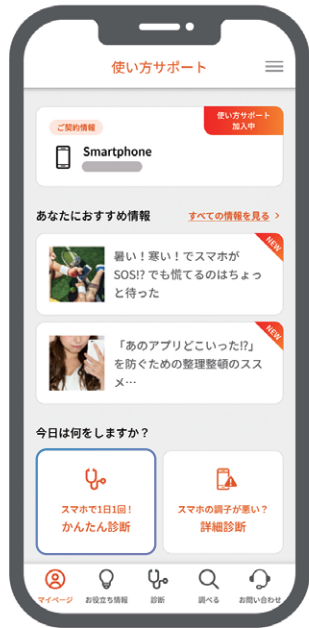 使い方サポート
ご契約情報
使い方サポート
加入中
Smartphone
あなたにおすすめ情報
すべての情報を見る
NEW
暑い！寒い！でスマホが
SOS!? でも慌てるのはちょっ
と待った
NEW
「あのアプリどこいった!?」
を防ぐための整理整頓のスス
メ…
今日は何をしますか？
スマホで1日1回！
かんたん診断
スマホの調子が悪い？
詳細診断
マイページ
お役立ち情報
診断
調べる
お問い合わせ